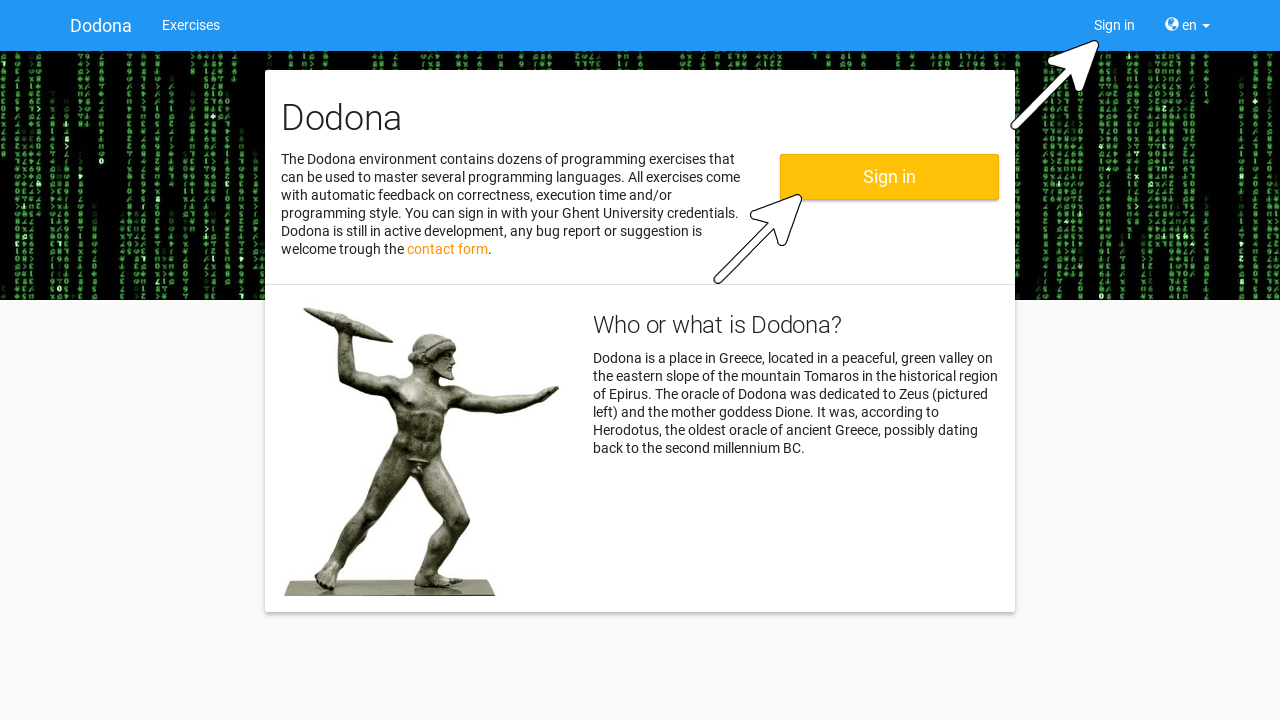 Dodona Exercises Sign in en
Dodona
The Dodona environment contains dozens of programming exercises that
can be used to master several programming languages. All exercises come
with automatic feedback on correctness, execution time and/or
programming style. You can sign in with your Ghent University credentials.
Dodona is still in active development, any bug report or suggestion is
welcome trough the contact form.
Sign in
Who or what is Dodona?
Dodona is a place in Greece, located in a peaceful, green valley on
the eastern slope of the mountain Tomaros in the historical region
of Epirus. The oracle of Dodona was dedicated to Zeus (pictured
left) and the mother goddess Dione. It was, according to
Herodotus, the oldest oracle of ancient Greece, possibly dating
back to the second millennium BC.